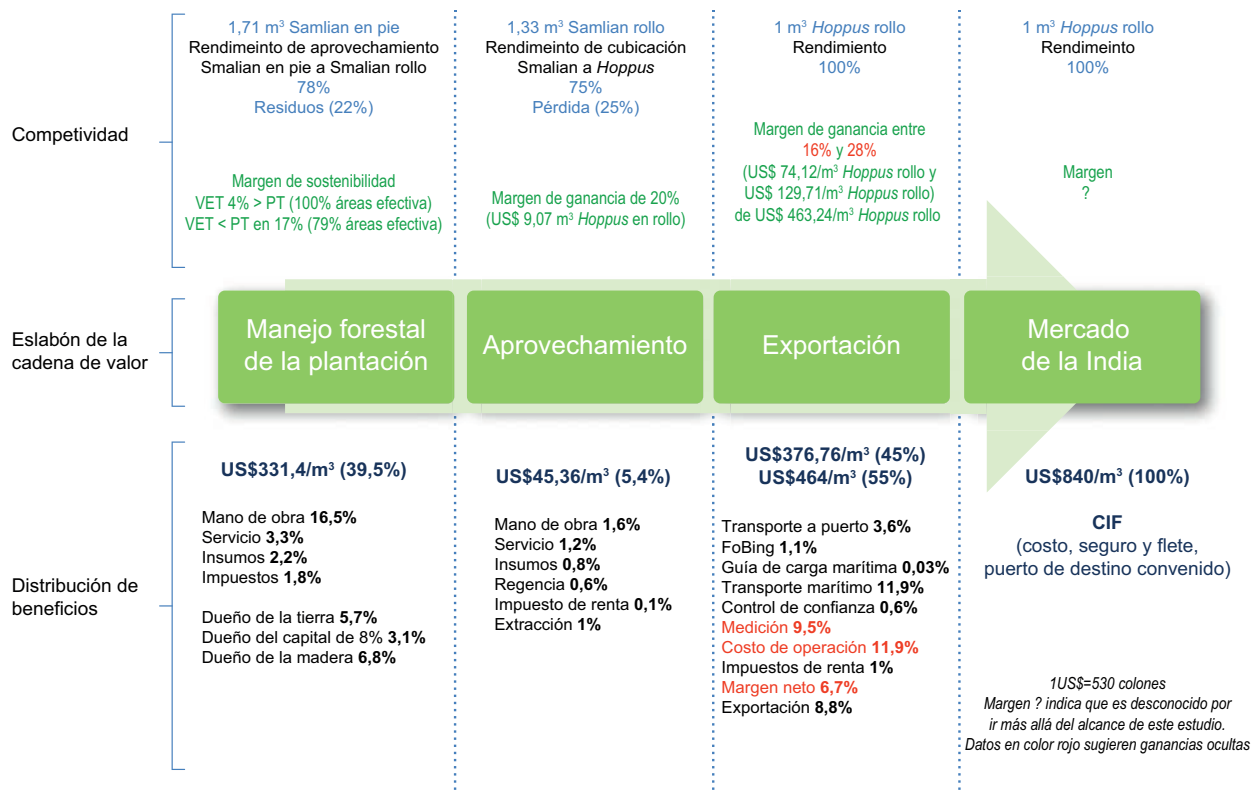 Competividad
1,71 m³ Samlian en pie
Rendimeinto de aprovechamiento
Smalian en pie a Smalian rollo
78%
Residuos (22%)
Margen de sostenibilidad
VET 4% > PT (100% áreas efectiva)
VET < PT en 17% (79% áreas efectiva)
1,33 m³ Samlian rollo
Rendimeinto de cubicación
Smalian a Hoppus
75%
Pérdida (25%)
Margen de ganancia de 20%
(US$ 9,07 m³ Hoppus en rollo)
1 m³ Hoppus rollo
Rendimiento
100%
Margen de ganancia entre
16% y 28%
(US$ 74,12/m³ Hoppus rollo y
US$ 129,71/m³ Hoppus rollo)
de US$ 463,24/m³ Hoppus rollo
1 m³ Hoppus rollo
Rendimeinto
100%
Margen
?
Eslabón de la
cadena de valor
Manejo forestal
de la plantación
Aprovechamiento
Exportación
Mercado
de la India
Distribución de
beneficios
US$331,4/m³ (39,5%)
Mano de obra 16,5%
Servicio 3,3%
Insumos 2,2%
Impuestos 1,8%
Dueño de la tierra 5,7%
Dueño del capital de 8% 3,1%
Dueño de la madera 6,8%
US$45,36/m³ (5,4%)
Mano de obra 1,6%
Servicio 1,2%
Insumos 0,8%
Regencia 0,6%
Impuesto de renta 0,1%
Extracción 1%
US$376,76/m³ (45%)
US$464/m³ (55%)
Transporte a puerto 3,6%
FoBing 1,1%
Guía de carga marítima 0,03%
Transporte marítimo 11,9%
Control de confianza 0,6%
Medición 9,5%
Costo de operación 11,9%
Impuestos de renta 1%
Margen neto 6,7%
Exportación 8,8%
US$840/m³ (100%)
CIF
(costo, seguro y flete,
puerto de destino convenido)
1US$=530 colones
Margen ? indica que es desconocido por
ir más allá del alcance de este estudio.
Datos en color rojo sugieren ganancias ocultas